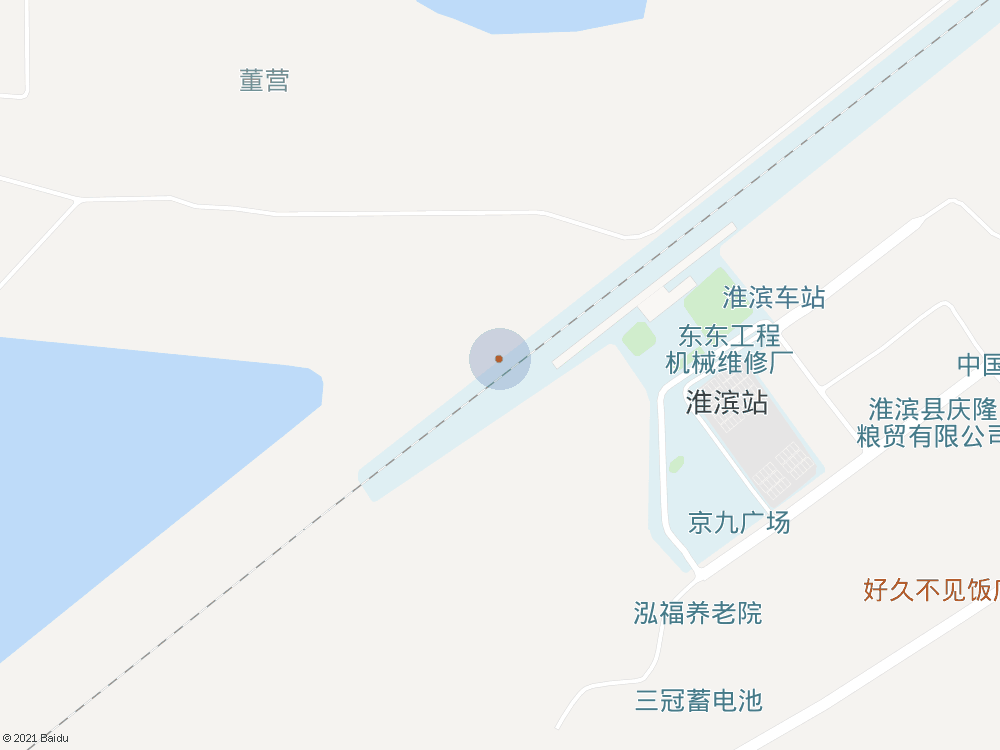 董营
淮滨车站
东东工程
机械维修厂
中国
淮滨站
淮滨县庆隆
粮贸有限公司
京九广场
好久不见饭
泓福养老院
三冠蓄电池
© 2021 Baidu